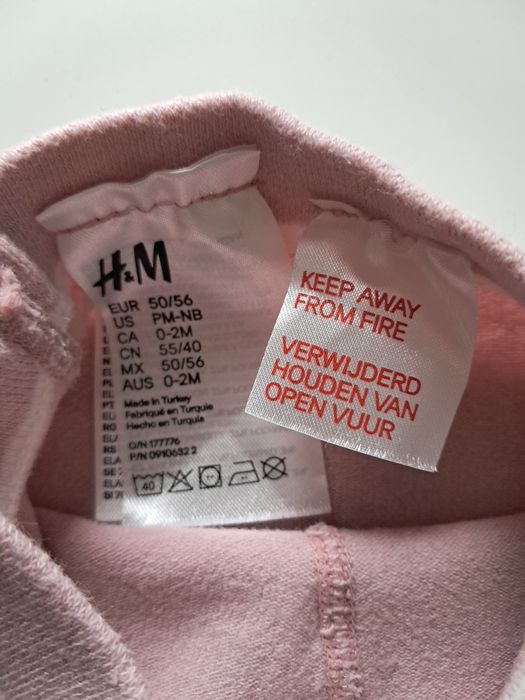 H&M
EUR 50/56
US PM-NB
CA 0-2M
CN 55/40
MX 50/56
AUS 0-2M
Made in Turkey
Fabriqué en Turquie
Hecho en Turquía
O/N 177776
P/N 0910632 2
40
KEEP AWAY
FROM FIRE
VERWIJDERD
HOUDEN VAN
OPEN VUUR